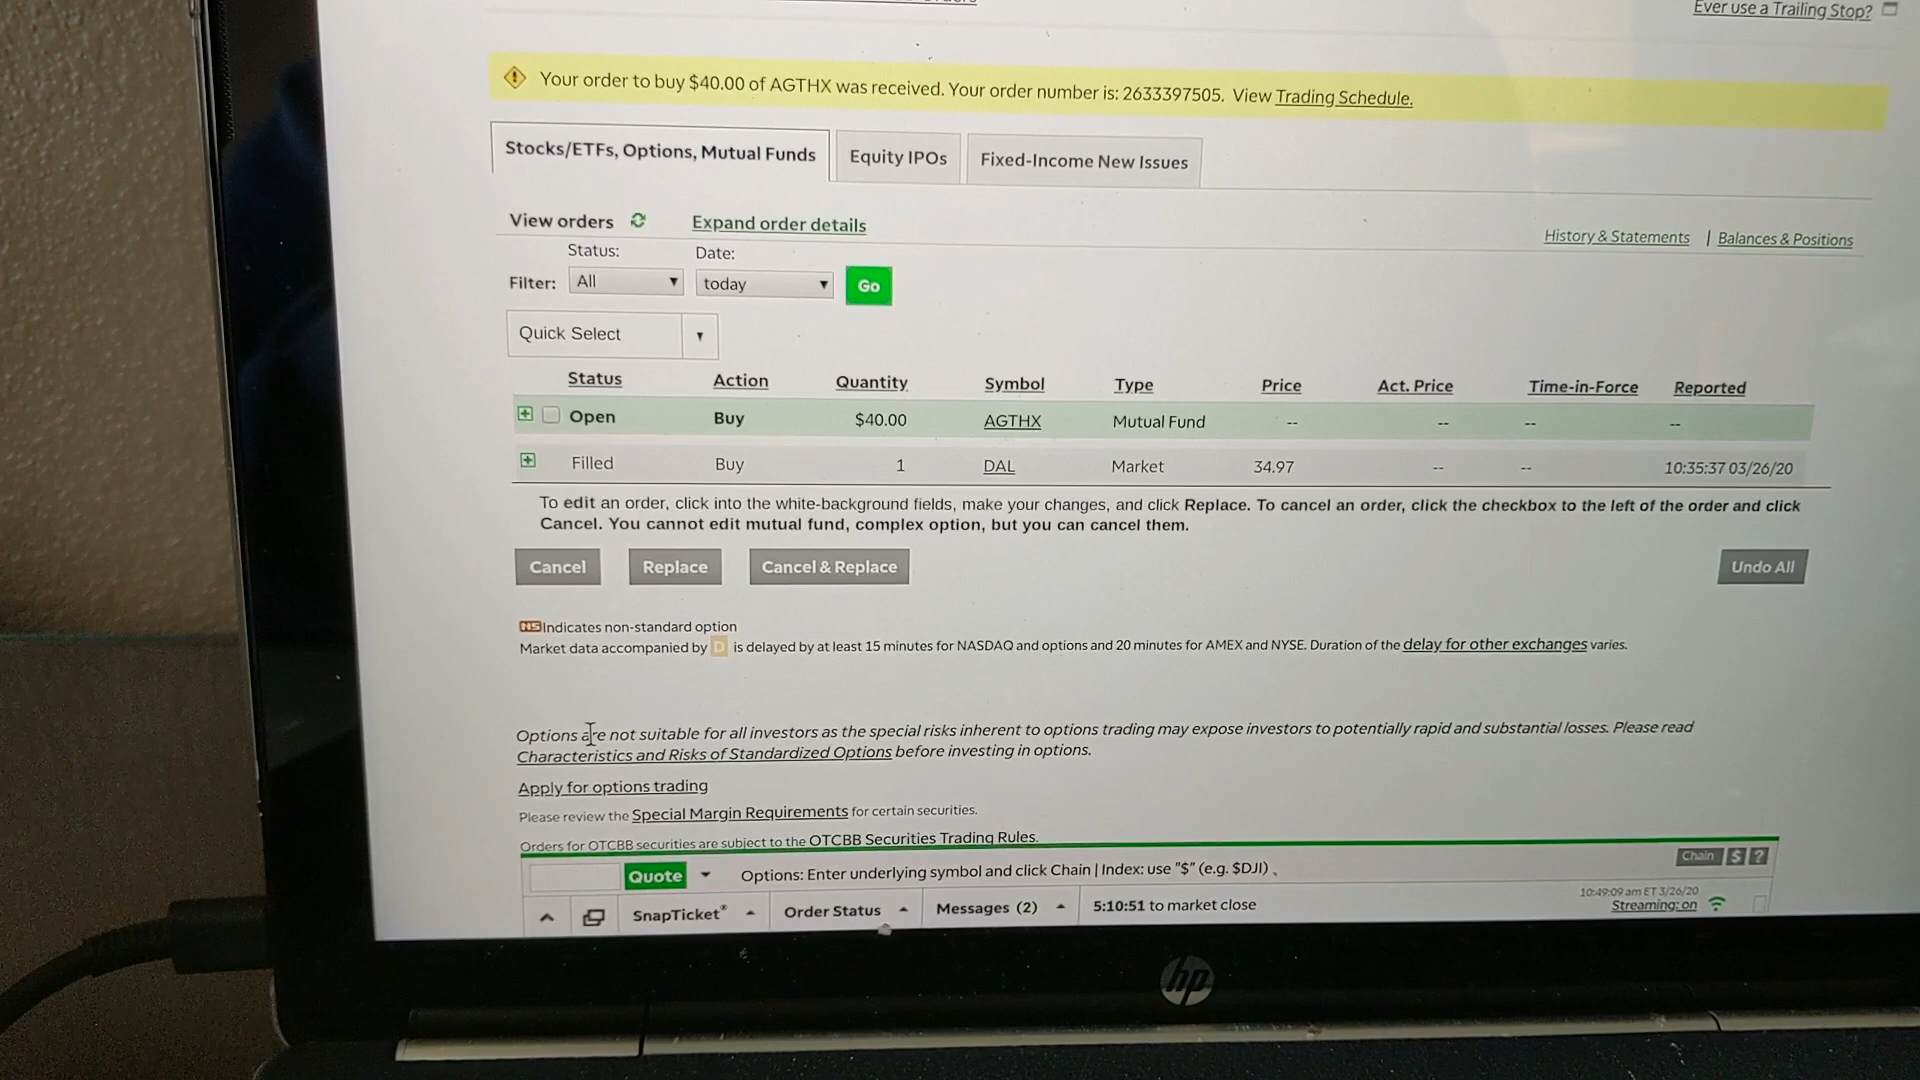 Ever use a Trailing Stop?
Your order to buy $40.00 of AGTHX was received. Your order number is: 2633397505. View Trading Schedule.
Stocks/ETFs, Options, Mutual Funds Equity IPOs Fixed-Income New Issues
View orders Expand order details
History & Statements | Balances & Positions
Status: Date:
Filter: All today Go
Quick Select
Status Action Quantity Symbol Type Price Act. Price Time-in-Force Reported
Open Buy $40.00 AGTHX Mutual Fund -- -- -- --
Filled Buy 1 DAL Market 34.97 -- -- 10:35:37 03/26/20
To edit an order, click into the white-background fields, make your changes, and click Replace. To cancel an order, click the checkbox to the left of the order and click
Cancel. You cannot edit mutual fund, complex option, but you can cancel them.
Cancel Replace Cancel & Replace Undo All
NS Indicates non-standard option
Market data accompanied by D is delayed by at least 15 minutes for NASDAQ and options and 20 minutes for AMEX and NYSE. Duration of the delay for other exchanges varies.
Options are not suitable for all investors as the special risks inherent to options trading may expose investors to potentially rapid and substantial losses. Please read
Characteristics and Risks of Standardized Options before investing in options.
Apply for options trading
Please review the Special Margin Requirements for certain securities.
Orders for OTCBB securities are subject to the OTCBB Securities Trading Rules.
Chain $ ?
Quote Options: Enter underlying symbol and click Chain | Index: use "$" (e.g. $DJI)
10:49:09 am ET 3/26/20
SnapTicket® Order Status Messages (2) 5:10:51 to market close Streaming: on
hp